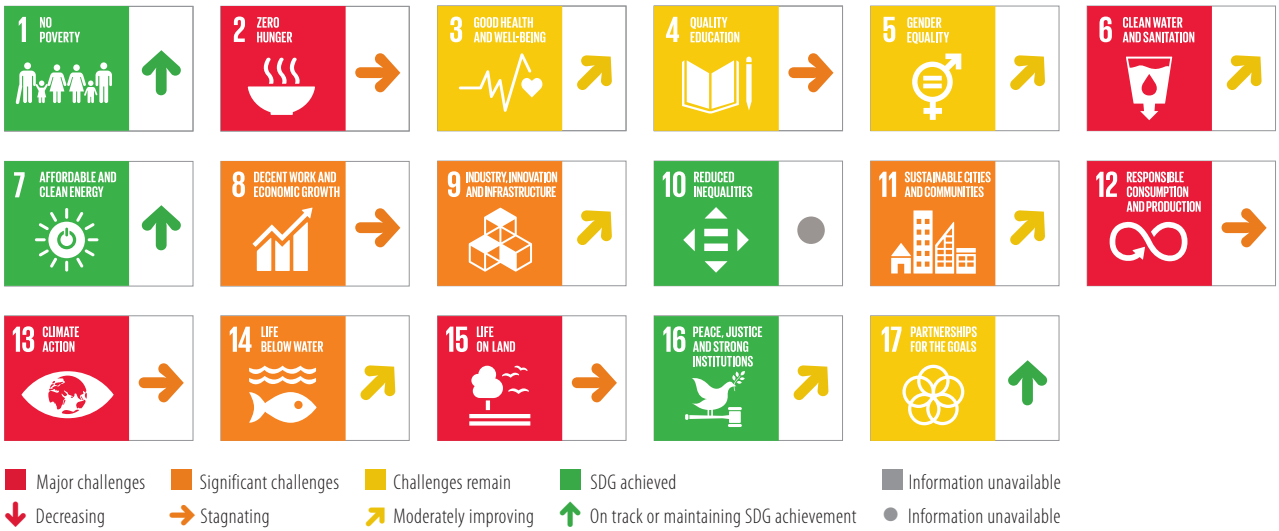 1 NO
POVERTY
2 ZERO
HUNGER
3 GOOD HEALTH
AND WELL-BEING
4 QUALITY
EDUCATION
5 GENDER
EQUALITY
6 CLEAN WATER
AND SANITATION
7 AFFORDABLE AND
CLEAN ENERGY
8 DECENT WORK AND
ECONOMIC GROWTH
9 INDUSTRY, INNOVATION
AND INFRASTRUCTURE
10 REDUCED
INEQUALITIES
11 SUSTAINABLE CITIES
AND COMMUNITIES
12 RESPONSIBLE
CONSUMPTION
AND PRODUCTION
13 CLIMATE
ACTION
14 LIFE
BELOW WATER
15 LIFE
ON LAND
16 PEACE, JUSTICE
AND STRONG
INSTITUTIONS
17 PARTNERSHIPS
FOR THE GOALS
Major challenges Significant challenges Challenges remain SDG achieved Information unavailable
Decreasing Stagnating Moderately improving On track or maintaining SDG achievement Information unavailable